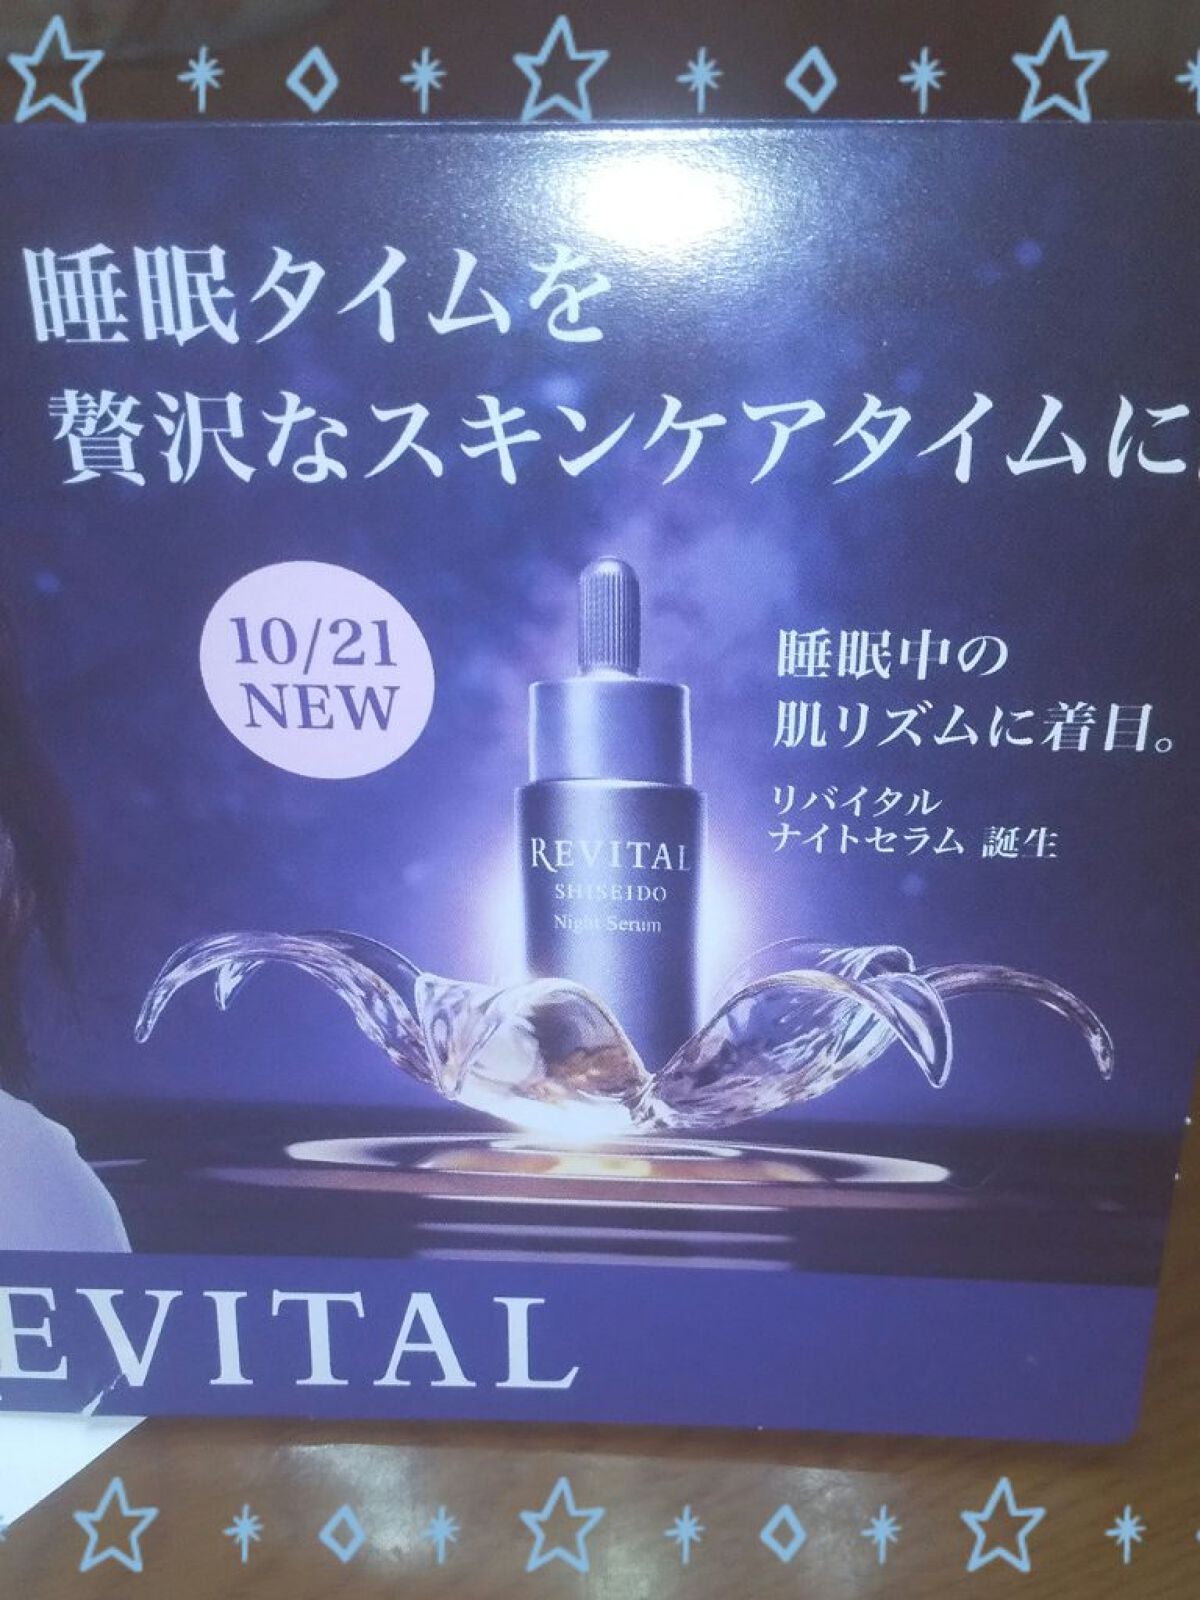 睡眠タイムを
贅沢なスキンケアタイムに
10/21
NEW
睡眠中の
肌リズムに着目。
リバイタル
ナイトセラム 誕生
REVITAL
SHISEIDO
Night Serum
EVITAL